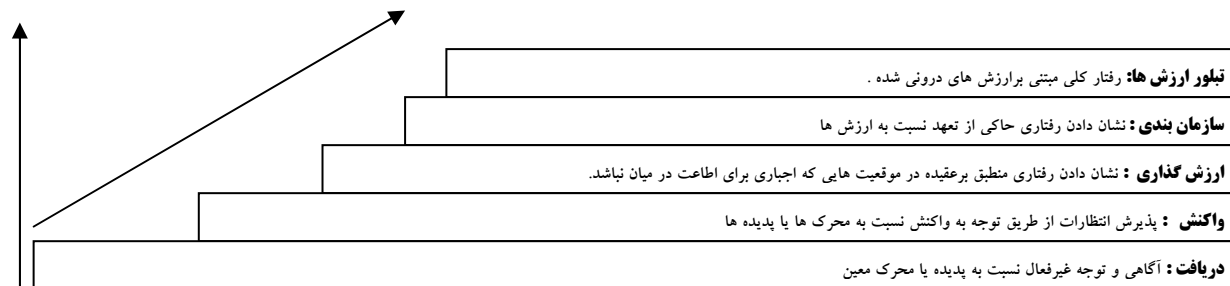 تبلور ارزش ها: رفتار کلی مبتنی برارزش های درونی شده .
سازمان بندی : نشان دادن رفتاری حاکی از تعهد نسبت به ارزش ها
ارزش گذاری : نشان دادن رفتاری منطبق برعقیده در موقعیت هایی که اجباری برای اطاعت در میان نباشد.
واکنش : پذیرش انتظارات از طریق توجه به واکنش نسبت به محرک ها یا پدیده ها
دریافت : آگاهی و توجه غیرفعال نسبت به پدیده یا محرک معین